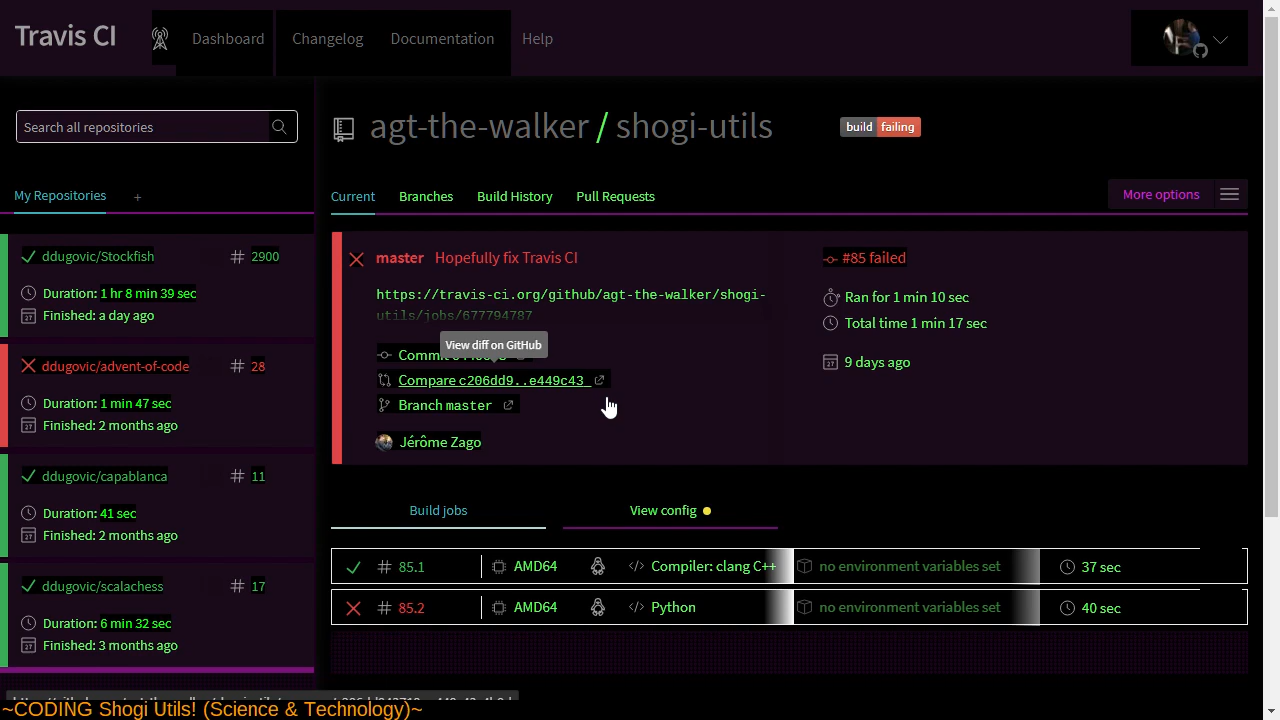 Travis CI
Dashboard
Changelog
Documentation
Help
Search all repositories
My Repositories
+
ddugovic/Stockfish
# 2900
Duration: 1 hr 8 min 39 sec
Finished: a day ago
ddugovic/advent-of-code
# 28
Duration: 1 min 47 sec
Finished: 2 months ago
ddugovic/capablanca
# 11
Duration: 41 sec
Finished: 2 months ago
ddugovic/scalachess
# 17
Duration: 6 min 32 sec
Finished: 3 months ago
agt-the-walker / shogi-utils
build failing
Current
Branches
Build History
Pull Requests
More options
master Hopefully fix Travis CI
https://travis-ci.org/github/agt-the-walker/shogi-
utils/jobs/677794787
View diff on GitHub
Commit
Compare c206dd9..e449c43
Branch master
Jérôme Zago
#85 failed
Ran for 1 min 10 sec
Total time 1 min 17 sec
9 days ago
Build jobs
View config
# 85.1 AMD64 </> Compiler: clang C++ no environment variables set 37 sec
# 85.2 AMD64 </> Python no environment variables set 40 sec
~CODING Shogi Utils! (Science & Technology)~